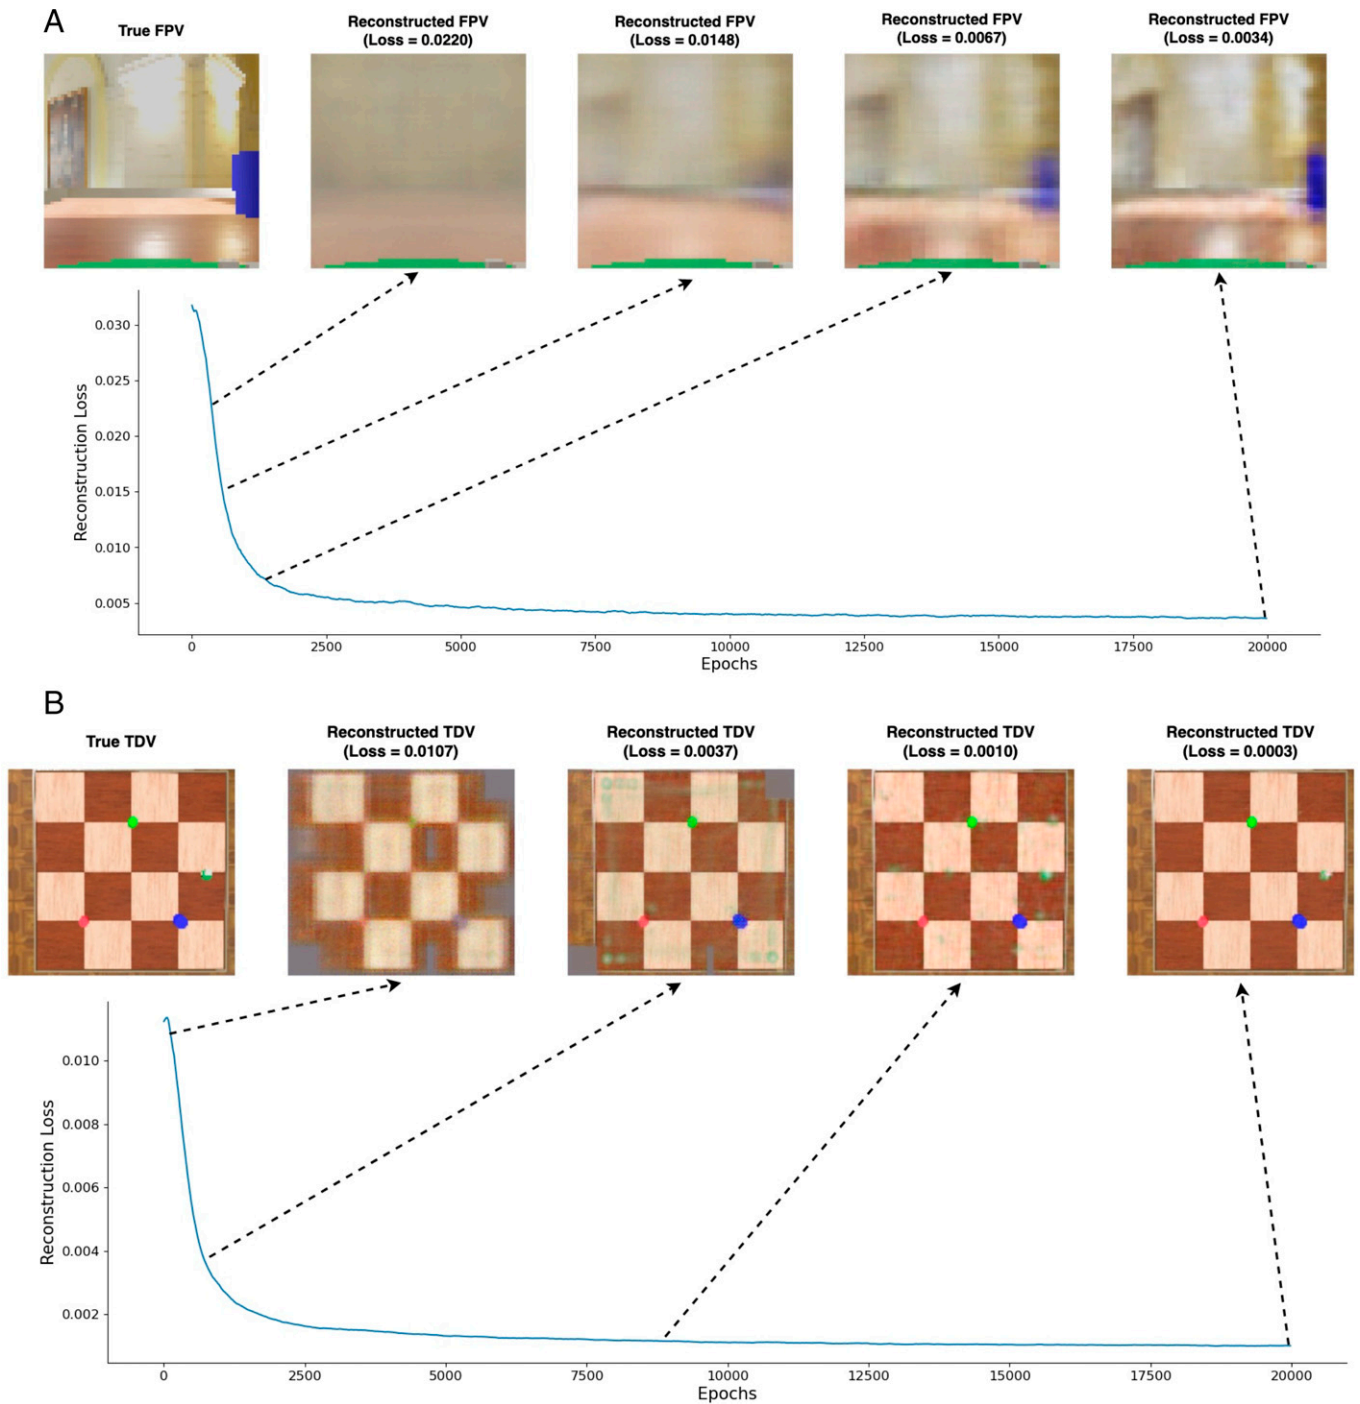 A
True FPV
Reconstructed FPV
(Loss = 0.0220)
Reconstructed FPV
(Loss = 0.0148)
Reconstructed FPV
(Loss = 0.0067)
Reconstructed FPV
(Loss = 0.0034)
0.030
0.025
0.020
0.015
0.010
0.005
Reconstruction Loss
0
2500
5000
7500
10000
12500
15000
17500
20000
Epochs
B
True TDV
Reconstructed TDV
(Loss = 0.0107)
Reconstructed TDV
(Loss = 0.0037)
Reconstructed TDV
(Loss = 0.0010)
Reconstructed TDV
(Loss = 0.0003)
0.010
0.008
0.006
0.004
0.002
Reconstruction Loss
0
2500
5000
7500
10000
12500
15000
17500
20000
Epochs